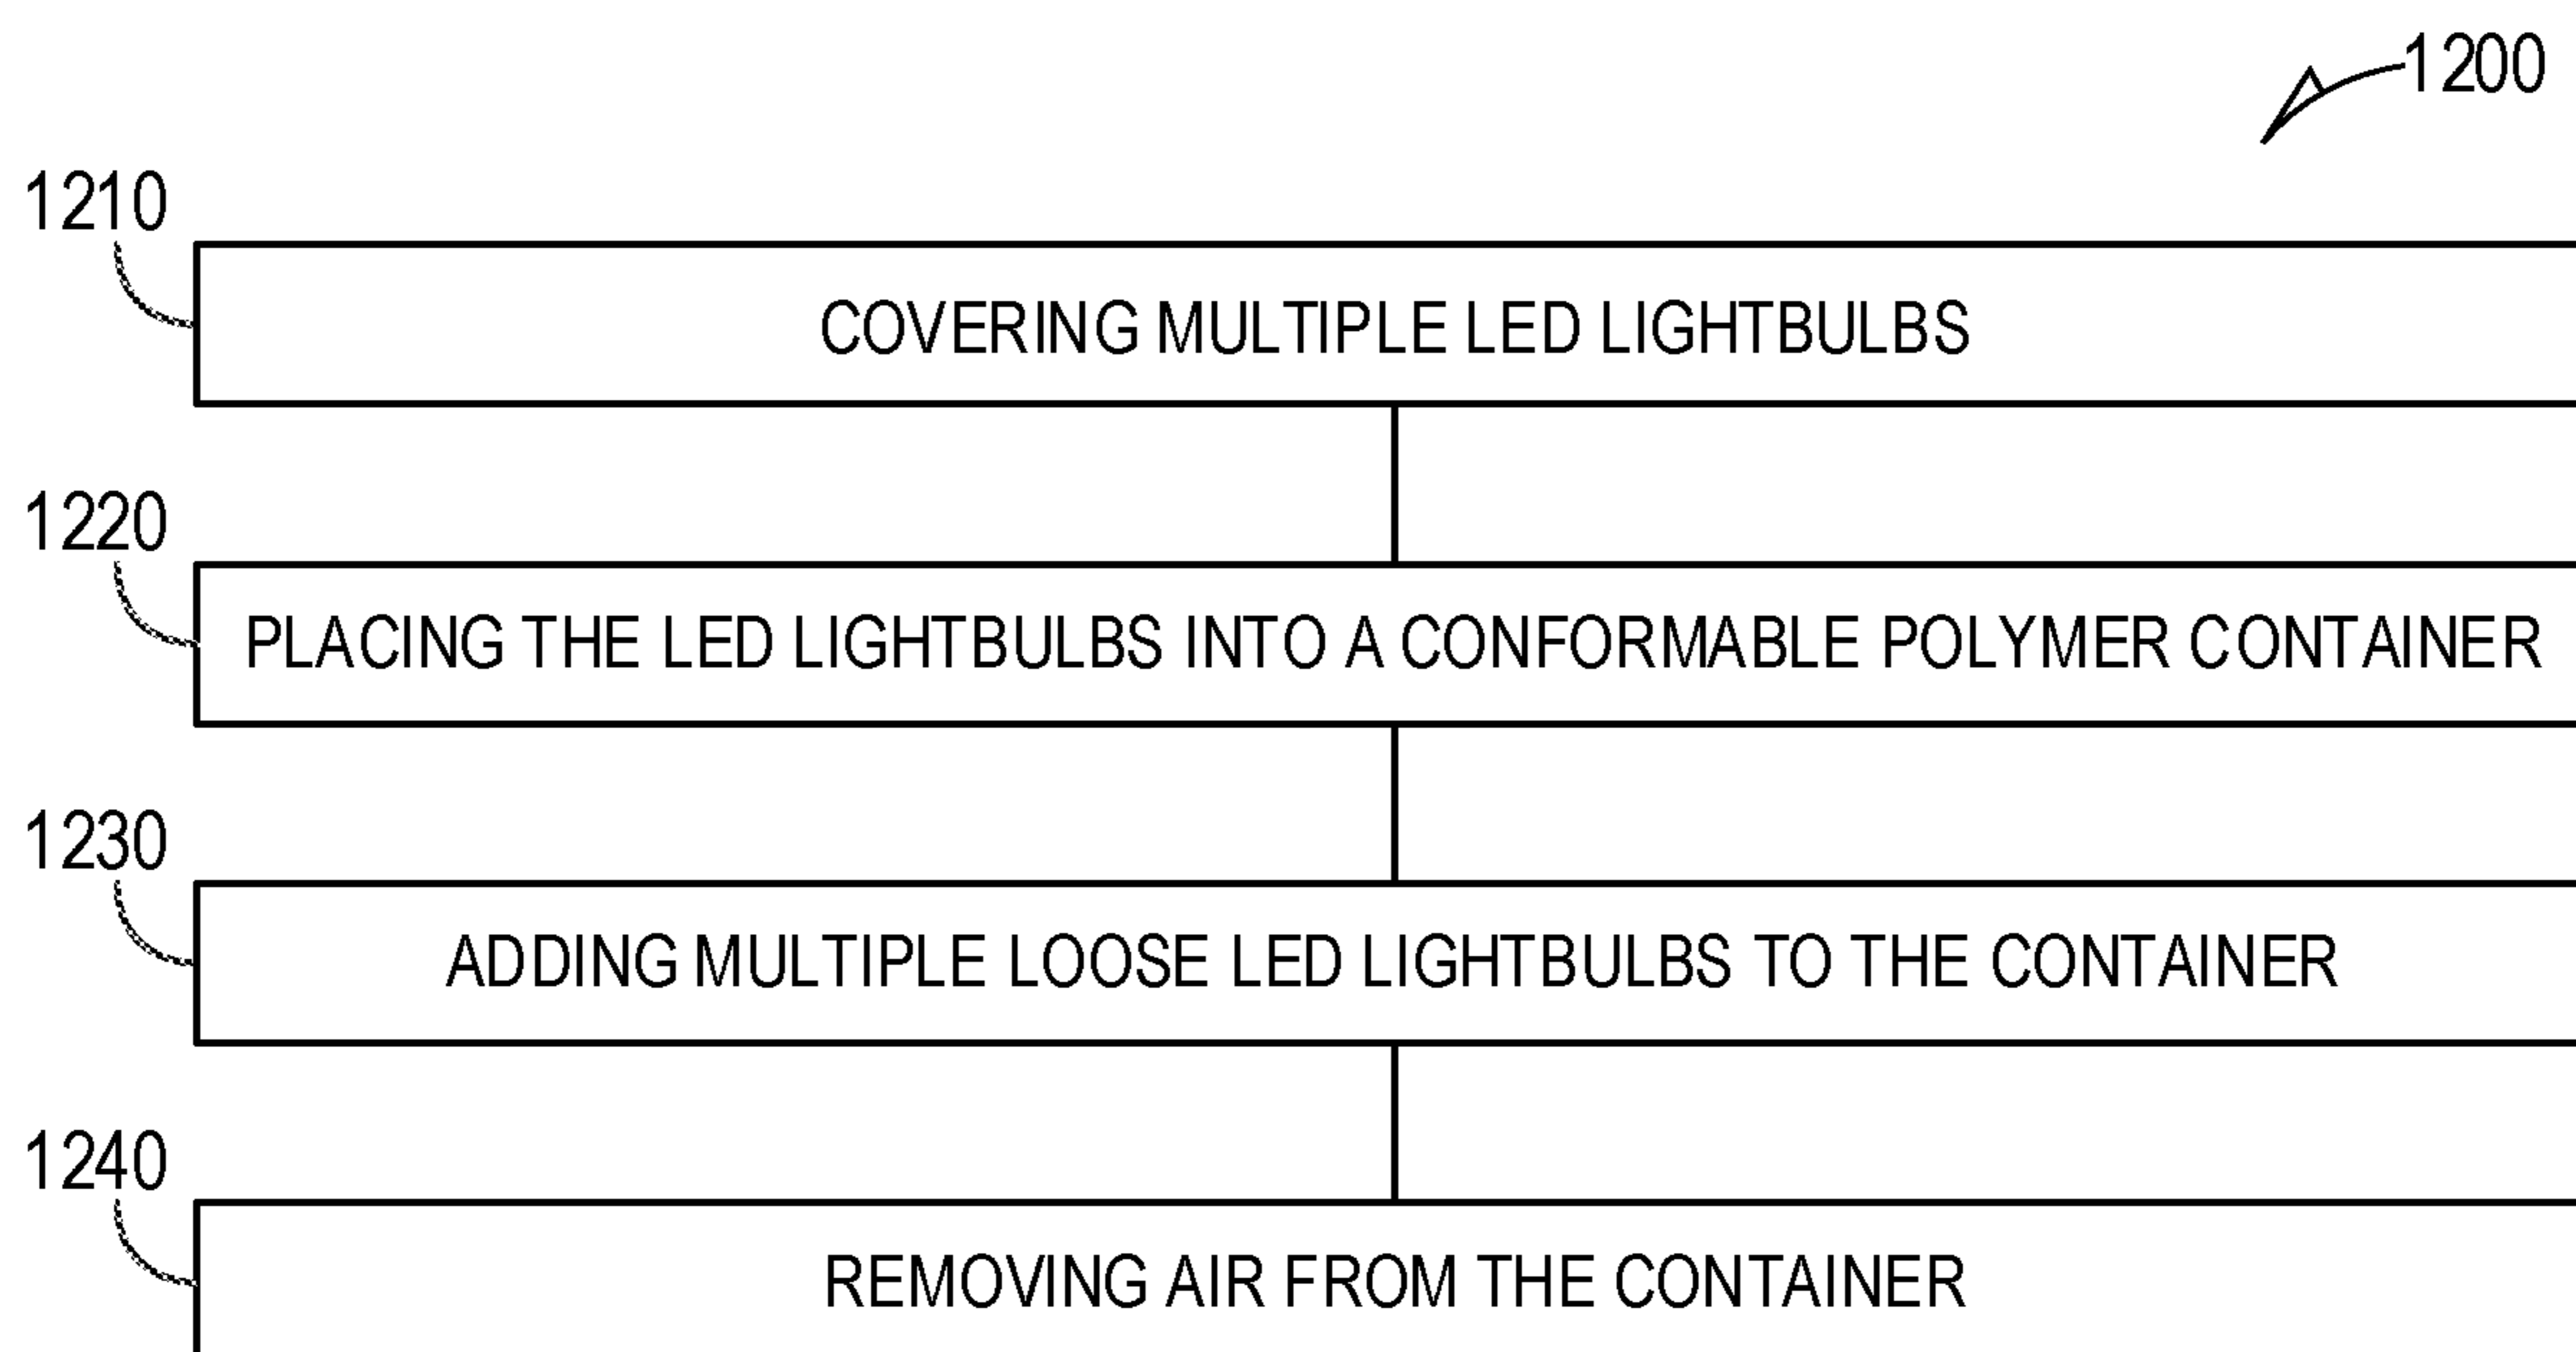 1200
1210
COVERING MULTIPLE LED LIGHTBULBS
1220
PLACING THE LED LIGHTBULBS INTO A CONFORMABLE POLYMER CONTAINER
1230
ADDING MULTIPLE LOOSE LED LIGHTBULBS TO THE CONTAINER
1240
REMOVING AIR FROM THE CONTAINER